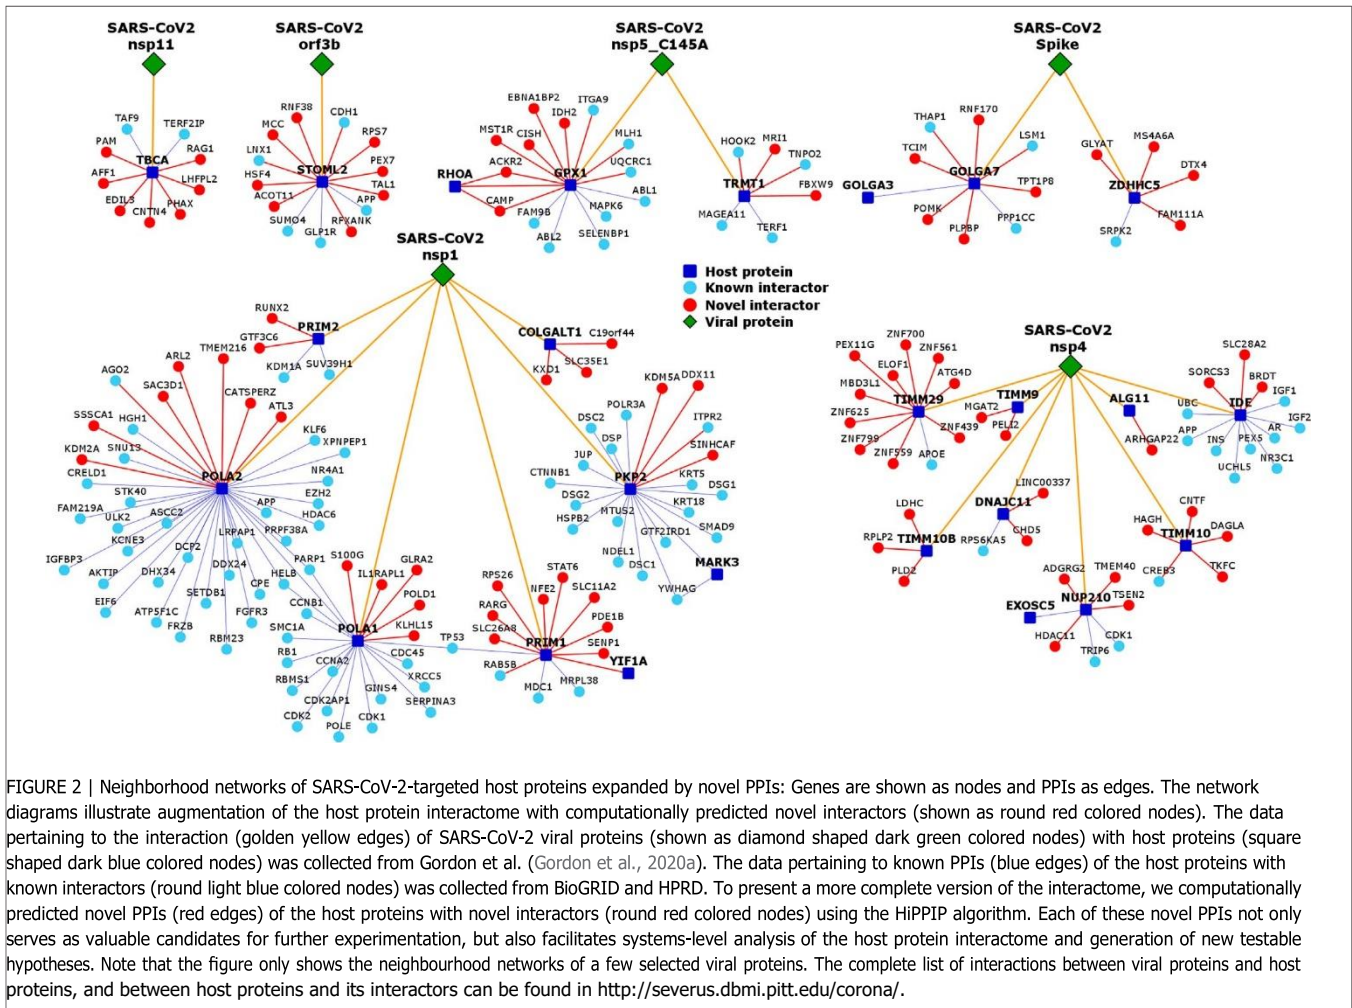 SARS-CoV2
nsp11
TAF9
TERF2IP
PAM
RAG1
TBCA
AFF1
LHFPL2
EDIL3
PHAX
CNTN4
SARS-CoV2
orf3b
RNF38
CDH1
MCC
RPS7
LNX1
PEX7
STOML2
HSF4
TAL1
ACOT11
APP
SUMO4
RFXANK
GLP1R
SARS-CoV2
nsp5_C145A
EBNA1BP2
ITGA9
IDH2
MST1R
CISH
MLH1
ACKR2
UQCRC1
RHOA
GPX1
ABL1
CAMP
MAPK6
FAM9B
ABL2
SELENBP1
HOOK2
MRI1
TNPO2
TRMT1
FBXW9
MAGEA11
TERF1
SARS-CoV2
Spike
THAP1
RNF170
LSM1
TCIM
GOLGA7
GOLGA3
TPT1P8
POMK
PPP1CC
PLPBP
MS4A6A
GLYAT
DTX4
ZDHHC5
FAM111A
SRPK2
Host protein
Known interactor
Novel interactor
Viral protein
SARS-CoV2
nsp1
RUNX2
PRIM2
GTF3C6
KDM1A
SUV39H1
COLGALT1
C19orf44
SLC35E1
KXD1
TMEM216
ARL2
AGO2
SAC3D1
CATSPERZ
SSSCA1
HGH1
ATL3
KLF6
KDM2A
SNU13
XPNPEP1
CRELD1
POLA2
NR4A1
STK40
APP
EZH2
FAM219A
ULK2
ASCC2
HDAC6
KCNE3
LRPAP1
PRPF38A
IGFBP3
DCP2
PARP1
AKTIP
DHX34
DDX24
HELB
SETDB1
CPE
EIF6
ATP5F1C
FGFR3
FRZB
RBM23
S100G
GLRA2
IL1RAPL1
CCNB1
POLD1
SMC1A
POLA1
KLHL15
TP53
RB1
CCNA2
CDC45
RBMS1
XRCC5
CDK2AP1
GINS4
SERPINA3
CDK2
POLE
CDK1
KDM5A
DDX11
POLR3A
DSC2
ITPR2
DSP
SINHCAF
JUP
CTNNB1
PKP2
KRT5
DSG1
DSG2
KRT18
HSPB2
MTUS2
SMAD9
GTF2IRD1
NDEL1
DSC1
MARK3
YWHAG
STAT6
RPS26
NFE2
SLC11A2
RARG
PDE1B
SLC26A8
PRIM1
SENP1
YIF1A
RAB5B
MDC1
MRPL38
SARS-CoV2
nsp4
ZNF700
PEX11G
ZNF561
ELOF1
ATG4D
MBD3L1
TIMM29
ZNF625
ZNF439
ZNF799
ZNF559
APOE
TIMM9
MGAT2
PELI2
ALG11
ARHGAP22
SLC28A2
SORCS3
BRDT
IGF1
UBC
IDE
IGF2
APP
AR
INS
PEX5
NR3C1
UCHL5
LDHC
RPLP2
TIMM10B
PLD2
LINC00337
DNAJC11
CHD5
RPS6KA5
CNTF
HAGH
DAGLA
TIMM10
CREB3
TKFC
ADGRG2
TMEM40
TSEN2
EXOSC5
NUP210
HDAC11
CDK1
TRIP6
FIGURE 2 | Neighborhood networks of SARS-CoV-2-targeted host proteins expanded by novel PPIs: Genes are shown as nodes and PPIs as edges. The network
diagrams illustrate augmentation of the host protein interactome with computationally predicted novel interactors (shown as round red colored nodes). The data
pertaining to the interaction (golden yellow edges) of SARS-CoV-2 viral proteins (shown as diamond shaped dark green colored nodes) with host proteins (square
shaped dark blue colored nodes) was collected from Gordon et al. (Gordon et al., 2020a). The data pertaining to known PPIs (blue edges) of the host proteins with
known interactors (round light blue colored nodes) was collected from BioGRID and HPRD. To present a more complete version of the interactome, we computationally
predicted novel PPIs (red edges) of the host proteins with novel interactors (round red colored nodes) using the HiPPIP algorithm. Each of these novel PPIs not only
serves as valuable candidates for further experimentation, but also facilitates systems-level analysis of the host protein interactome and generation of new testable
hypotheses. Note that the figure only shows the neighbourhood networks of a few selected viral proteins. The complete list of interactions between viral proteins and host
proteins, and between host proteins and its interactors can be found in http://severus.dbmi.pitt.edu/corona/.